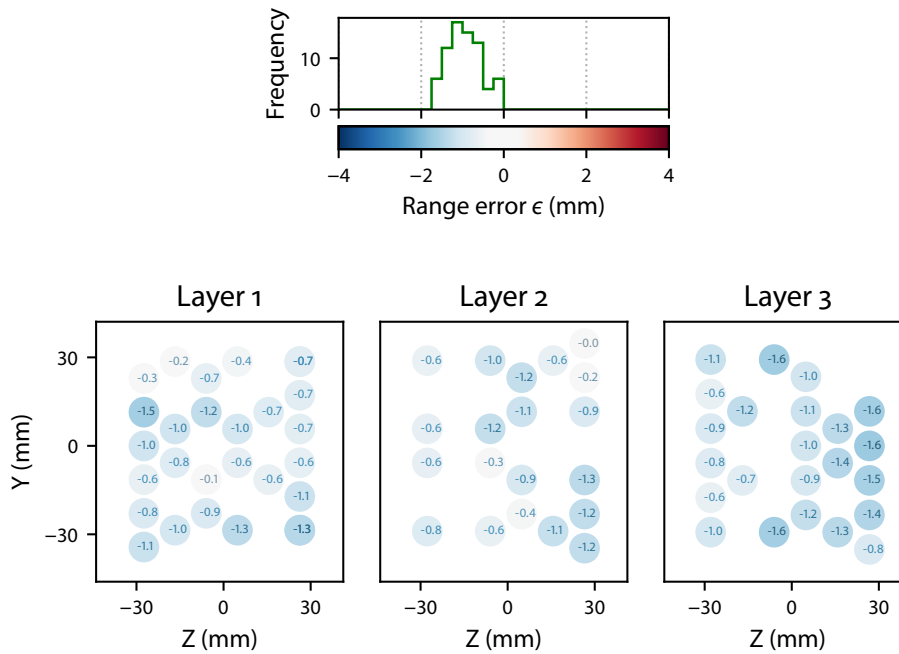 Frequency
10
0
−4 −2 0 2 4
Range error ϵ (mm)
Layer 1 Layer 2 Layer 3
Y (mm)
30
0
−30
-0.2 -0.4 -0.7
-0.3 -0.7
-0.7
-1.5 -1.2 -0.7
-1.0 -1.0 -0.7
-1.0
-0.8 -0.6 -0.6
-0.6 -0.1 -0.6
-1.1
-0.8 -0.9
-1.0 -1.3 -1.3
-1.1
-0.0
-0.6 -1.0 -0.6
-1.2 -0.2
-1.1 -0.9
-0.6 -1.2
-0.6 -0.3
-0.9 -1.3
-0.4 -1.2
-0.8 -0.6 -1.1
-1.2
-1.1 -1.6
-1.0
-0.6
-1.2 -1.1 -1.6
-0.9 -1.3
-1.0 -1.6
-0.8 -1.4
-0.7 -0.9 -1.5
-0.6
-1.2 -1.4
-1.0 -1.6 -1.3
-0.8
−30 0 30 −30 0 30 −30 0 30
Z (mm) Z (mm) Z (mm)